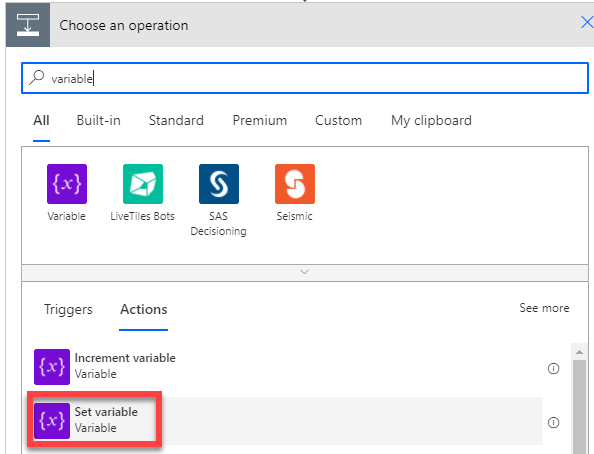 Choose an operation
variable
All Built-in Standard Premium Custom My clipboard
{x}
{x}
Variable LiveTiles Bots SAS Decisioning Seismic
Triggers Actions See more
{x} Increment variable
Variable
{x} Set variable
Variable